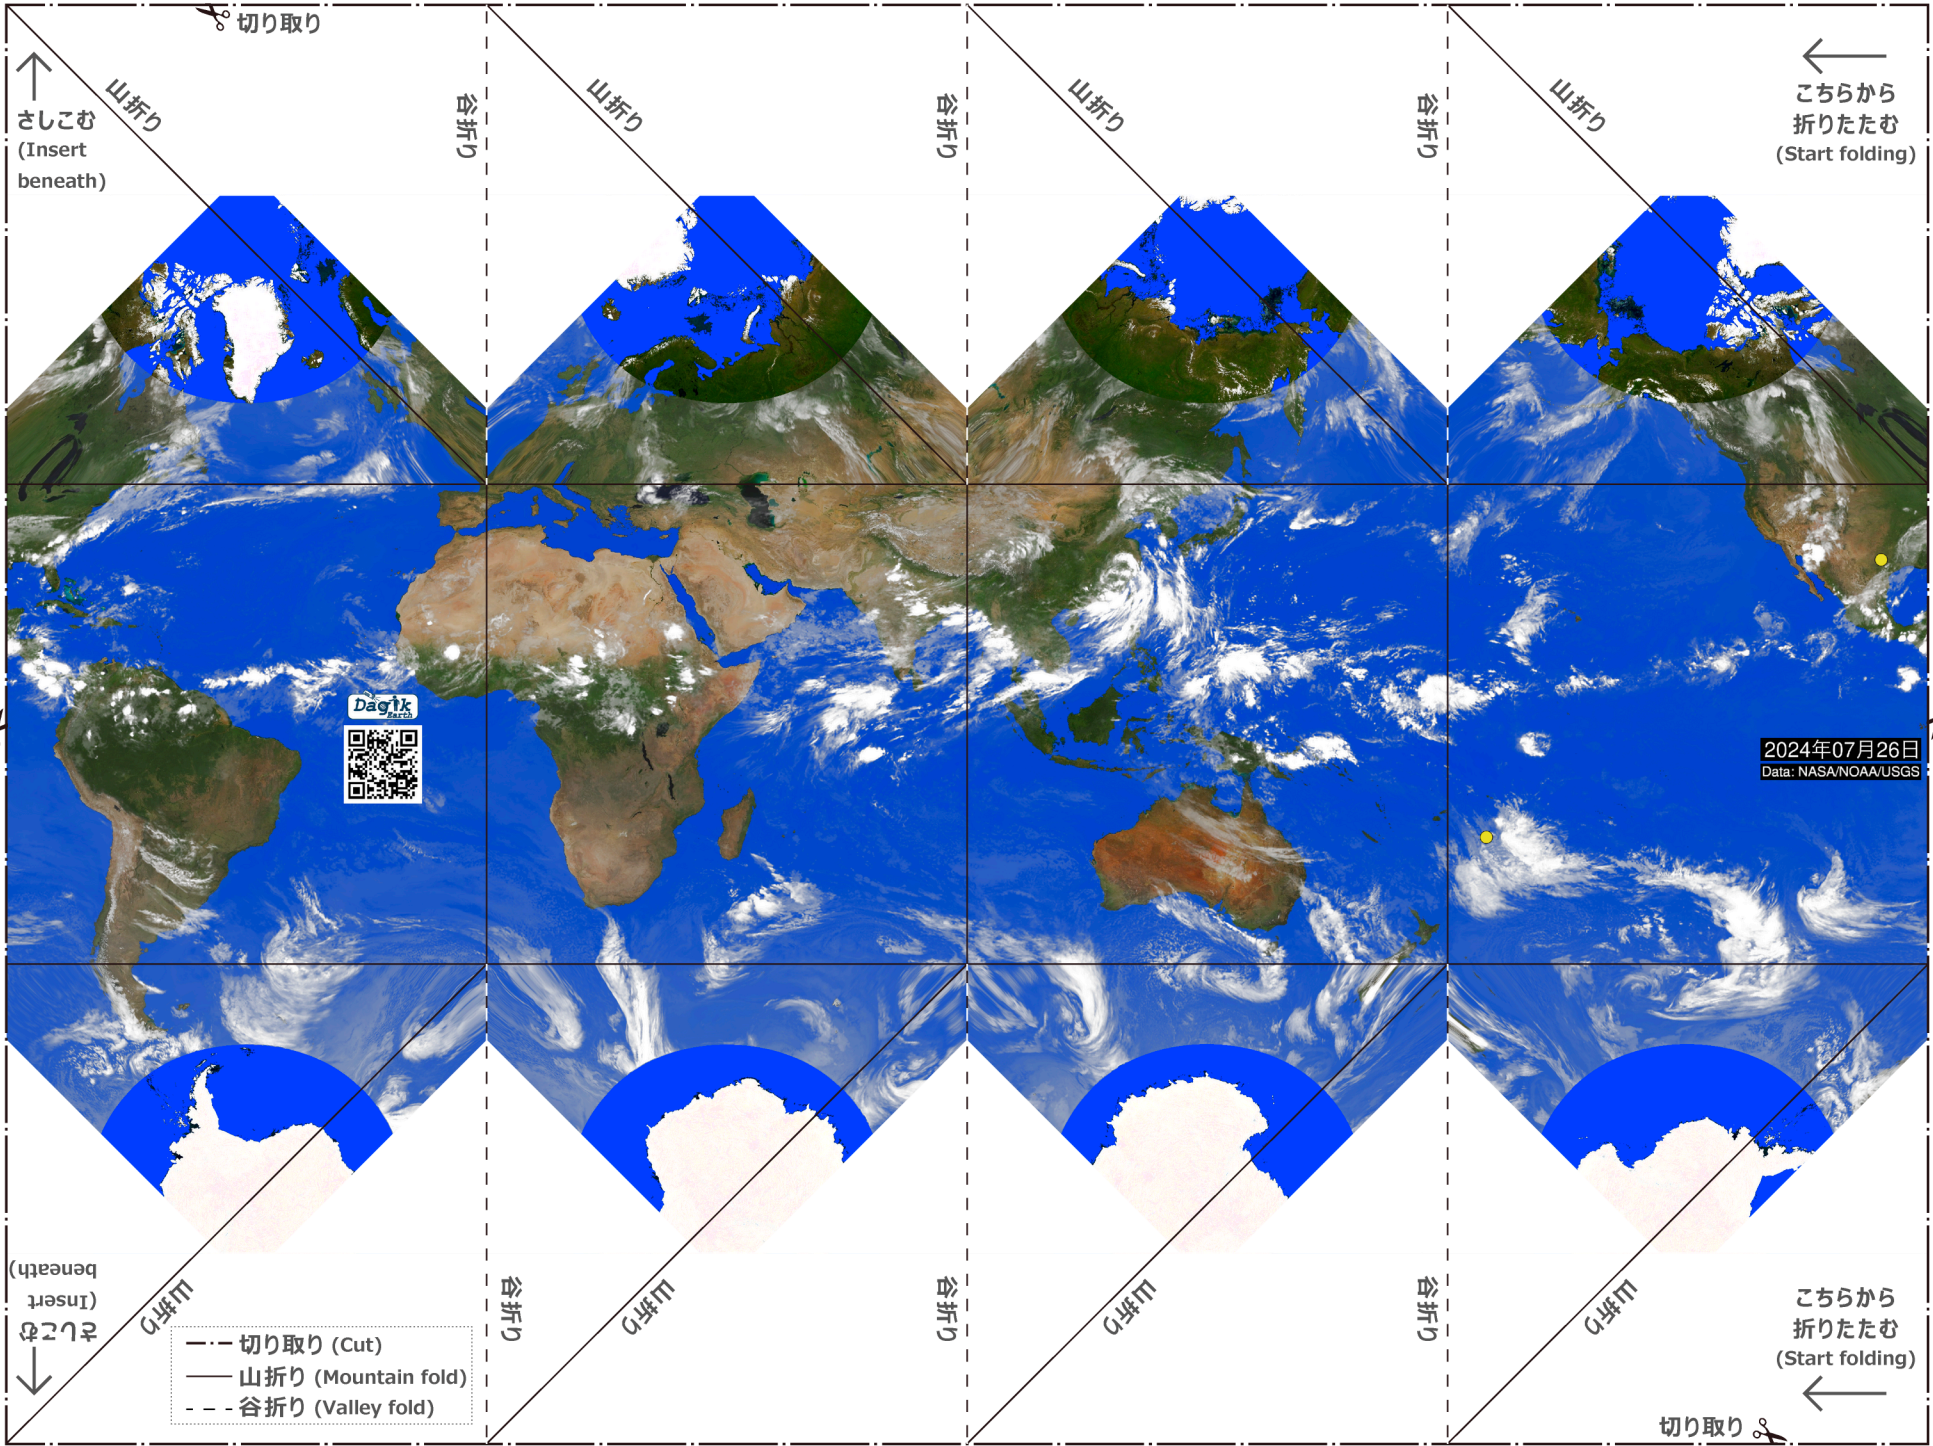 切り取り
山折り
谷折り
山折り
谷折り
山折り
谷折り
山折り
さしこむ
(Insert
beneath)
こちらから
折りたたむ
(Start folding)
Dagik
Earth
2024年07月26日
Data: NASA/NOAA/USGS
さしこむ
(Insert
beneath)
山折り
谷折り
山折り
谷折り
山折り
谷折り
山折り
こちらから
折りたたむ
(Start folding)
切り取り (Cut)
山折り (Mountain fold)
谷折り (Valley fold)
切り取り